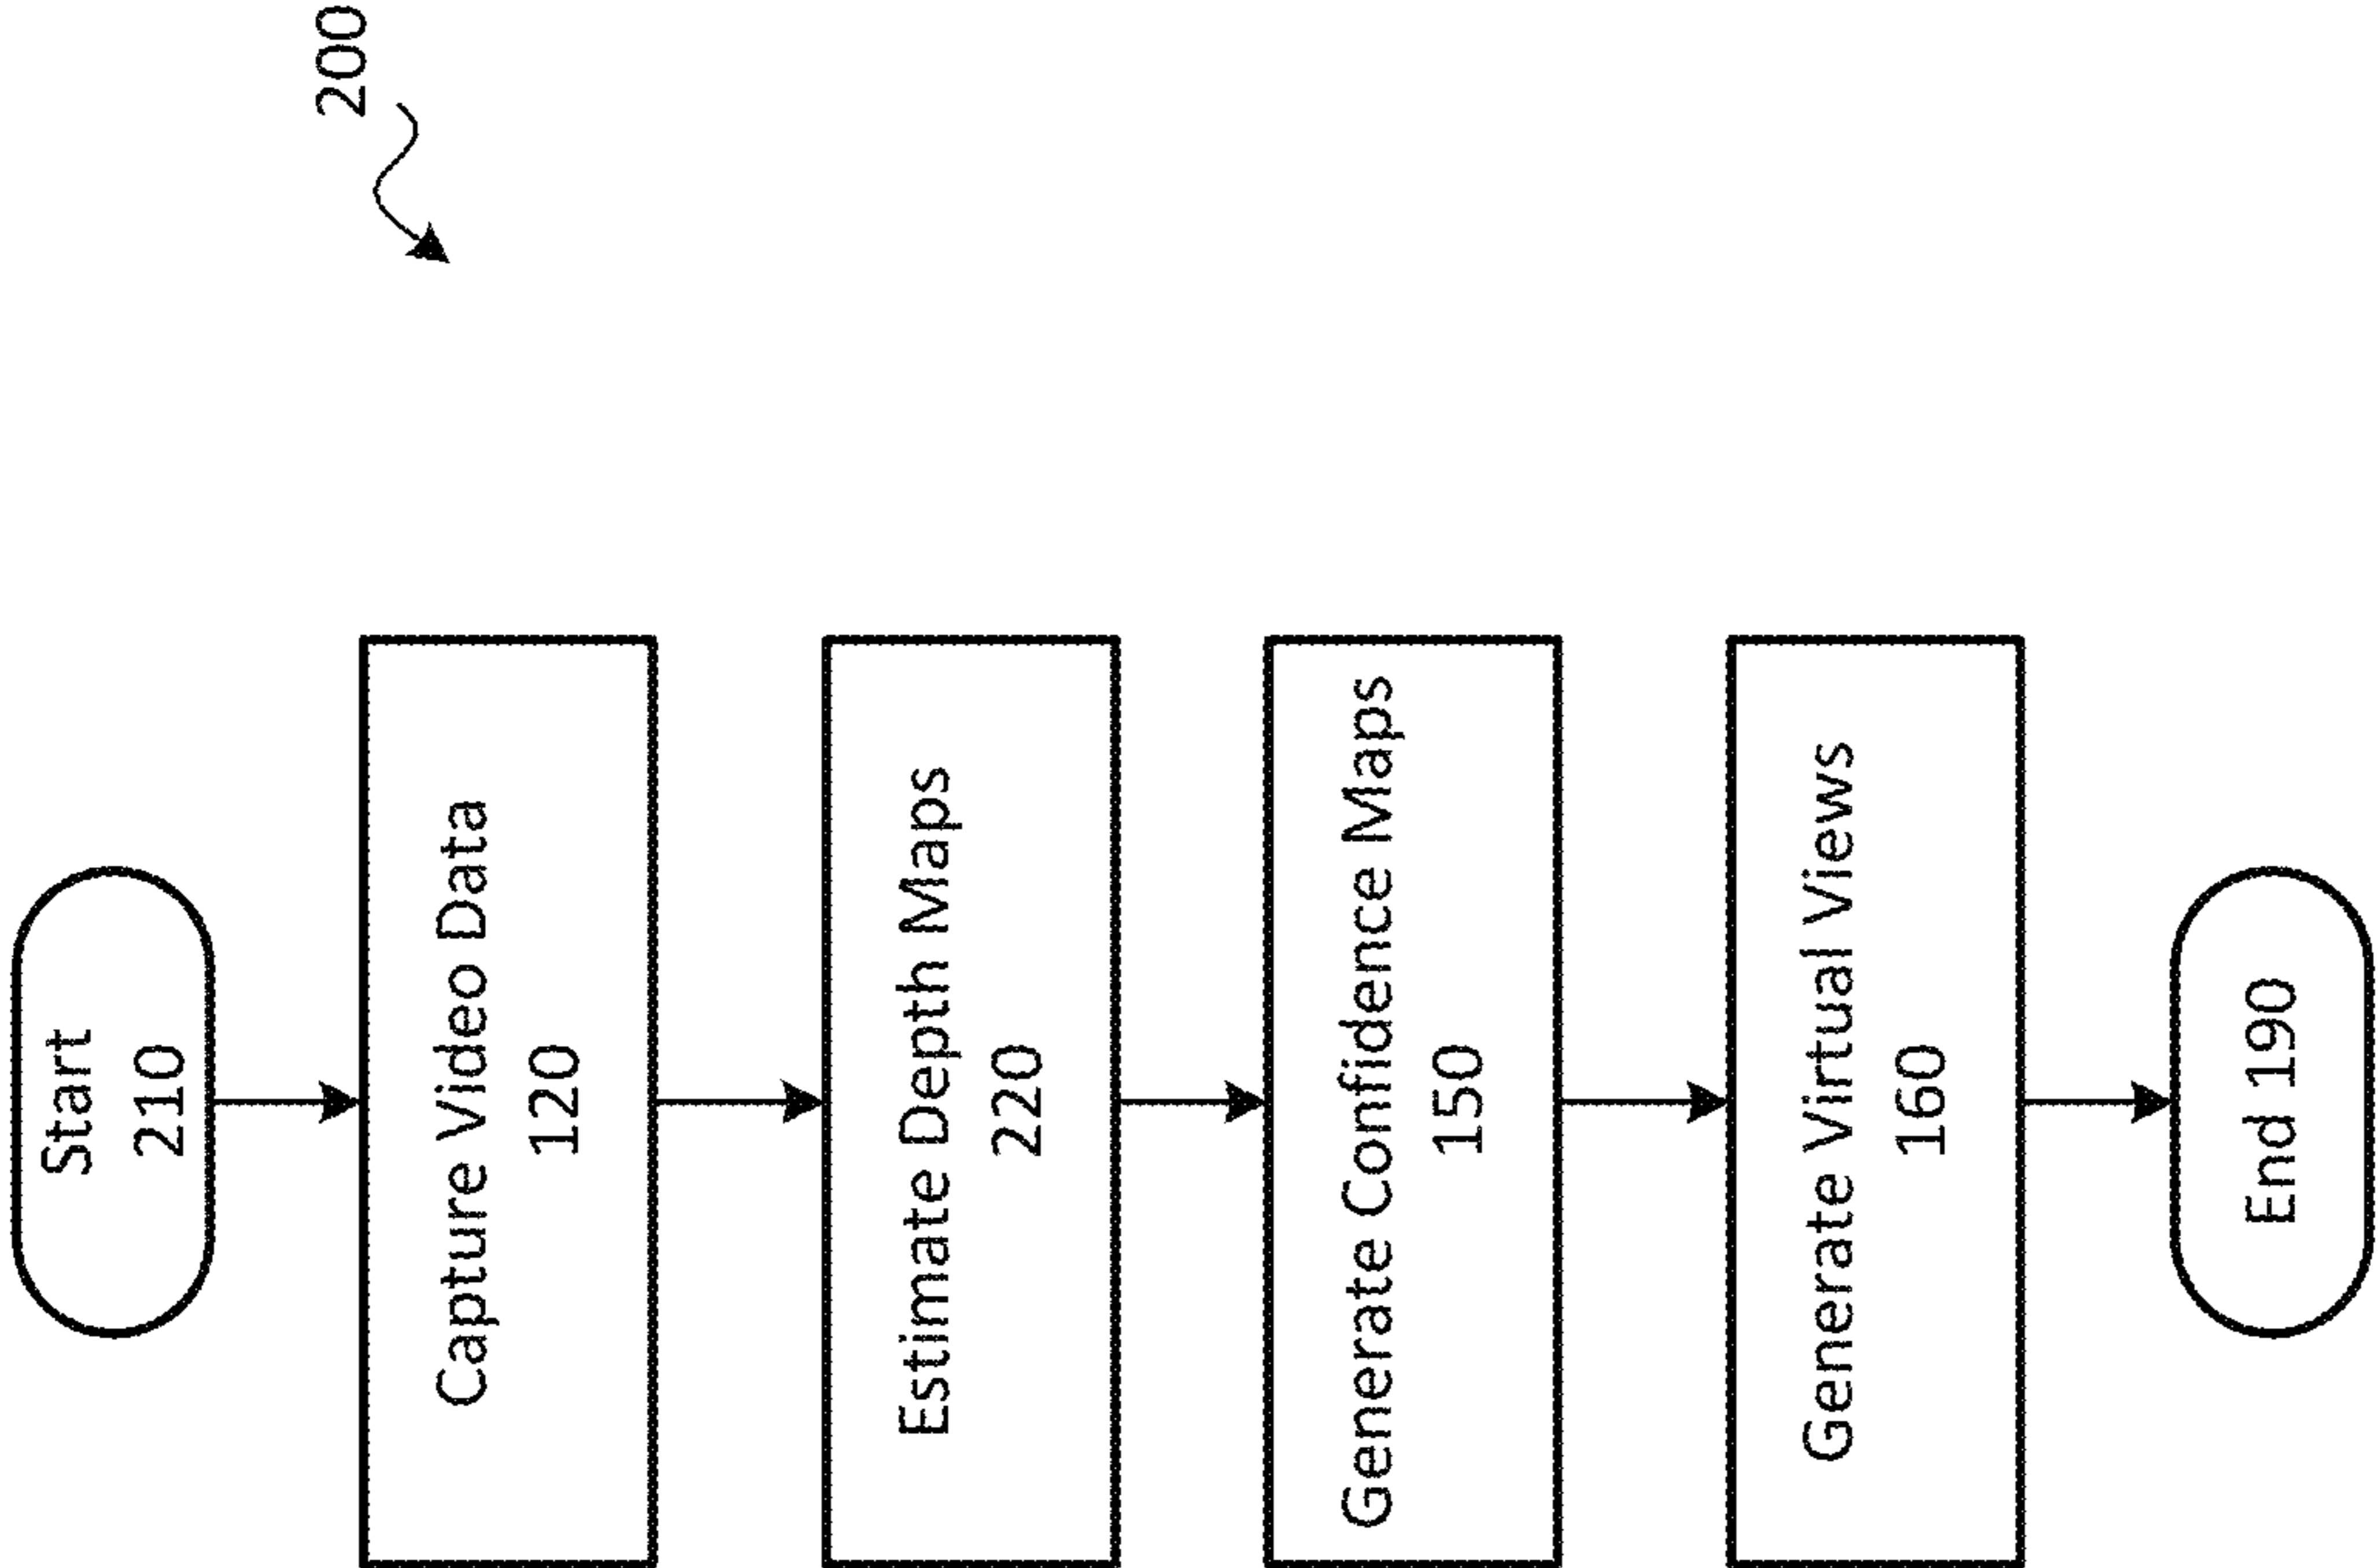 200
Start
210
Capture Video Data
120
Estimate Depth Maps
220
Generate Confidence Maps
150
Generate Virtual Views
160
End 190